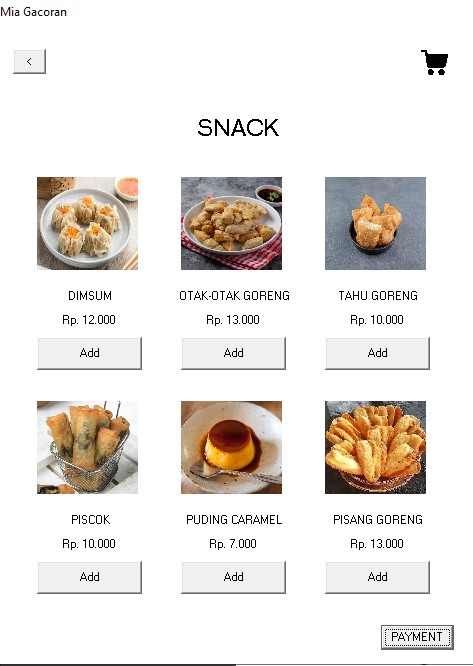 Mia Gacoran
<
SNACK
DIMSUM OTAK-OTAK GORENG TAHU GORENG
Rp. 12.000 Rp. 13.000 Rp. 10.000
Add Add Add
PISCOK PUDING CARAMEL PISANG GORENG
Rp. 10.000 Rp. 7.000 Rp. 13.000
Add Add Add
PAYMENT